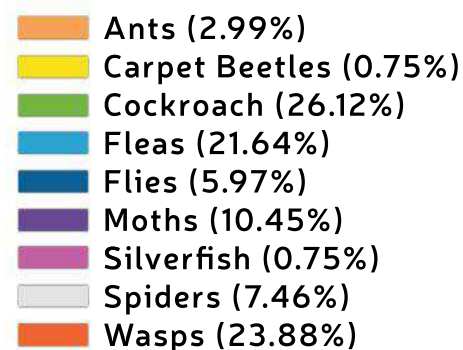 Ants (2.99%)
Carpet Beetles (0.75%)
Cockroach (26.12%)
Fleas (21.64%)
Flies (5.97%)
Moths (10.45%)
Silverfish (0.75%)
Spiders (7.46%)
Wasps (23.88%)